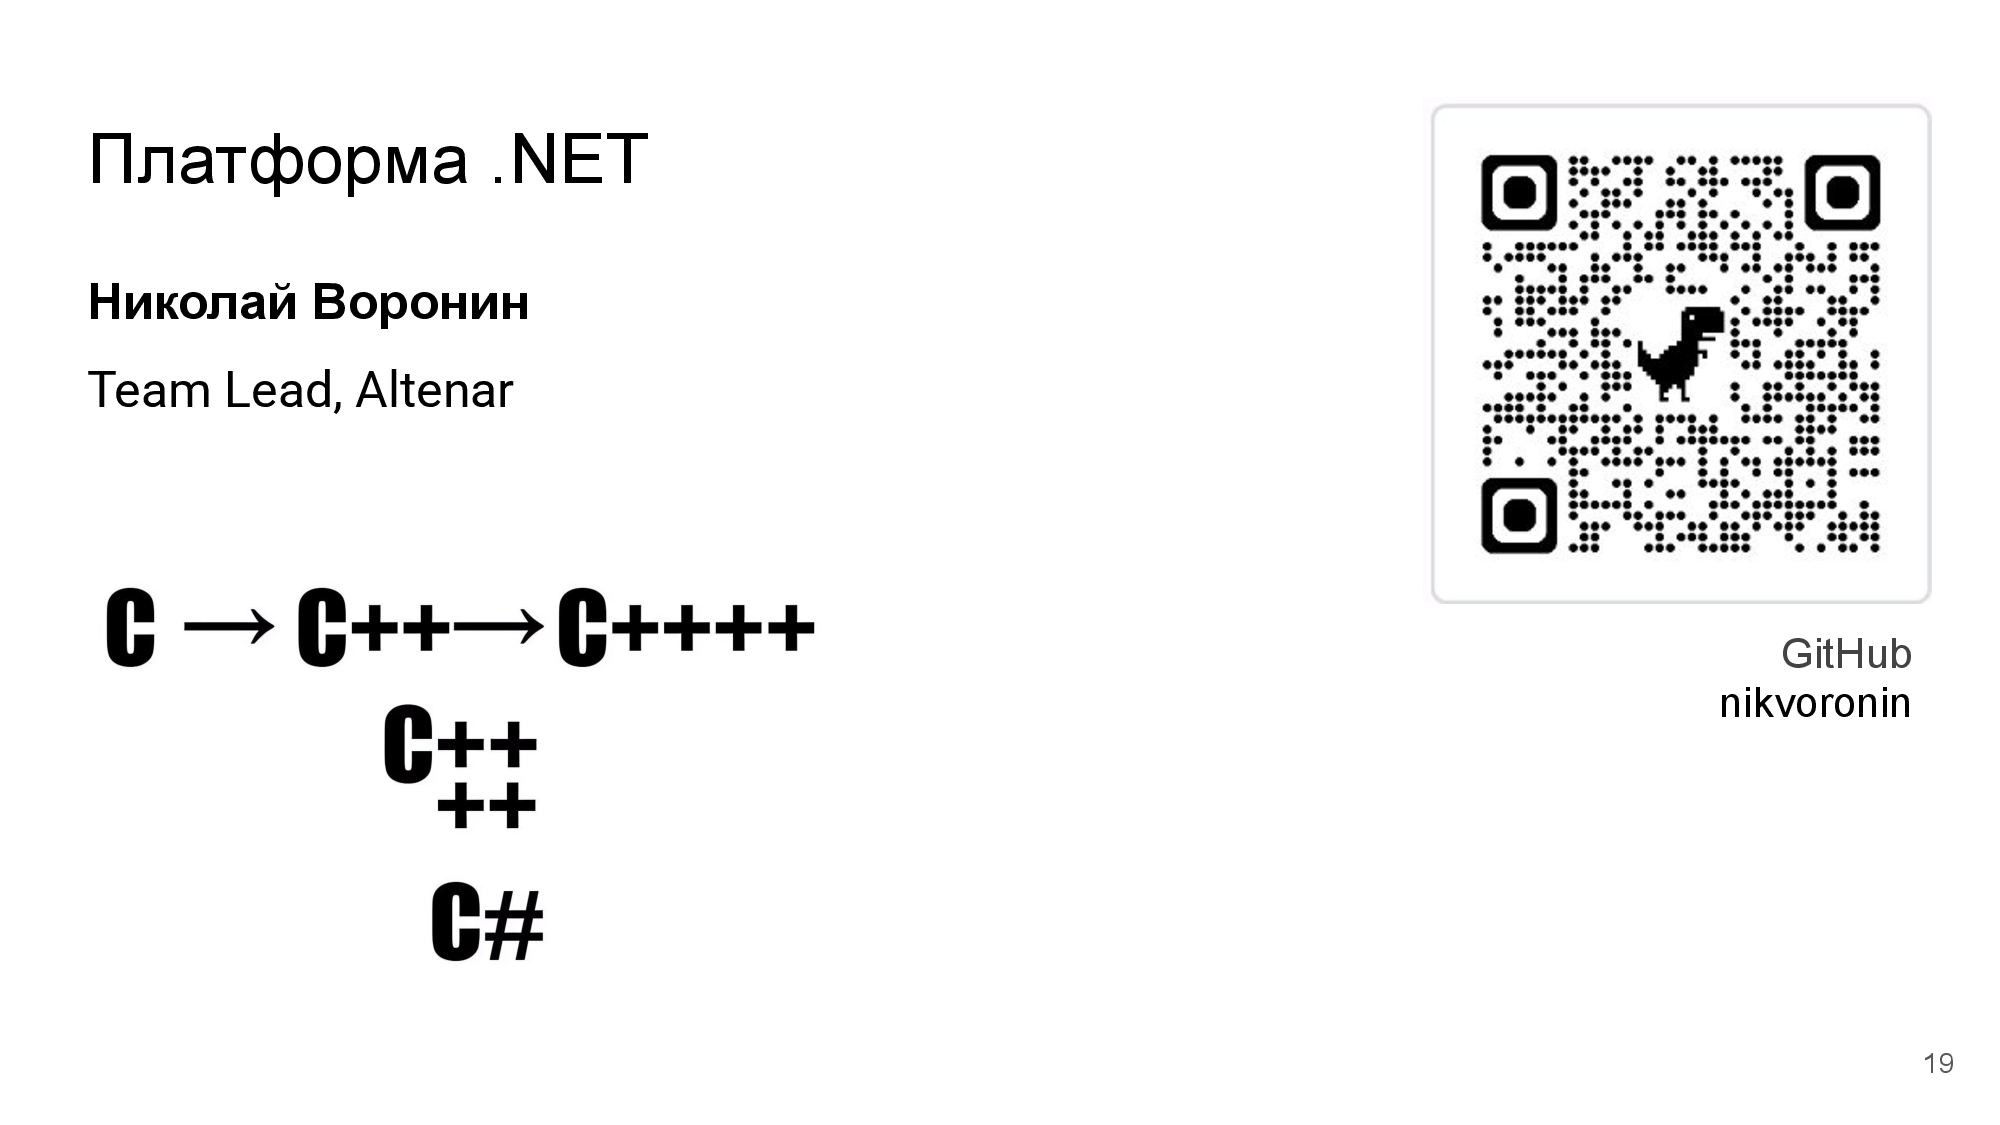 Платформа .NET
Николай Воронин
Team Lead, Altenar
C → C++→C++++
C++
++
C#
GitHub
nikvoronin
19